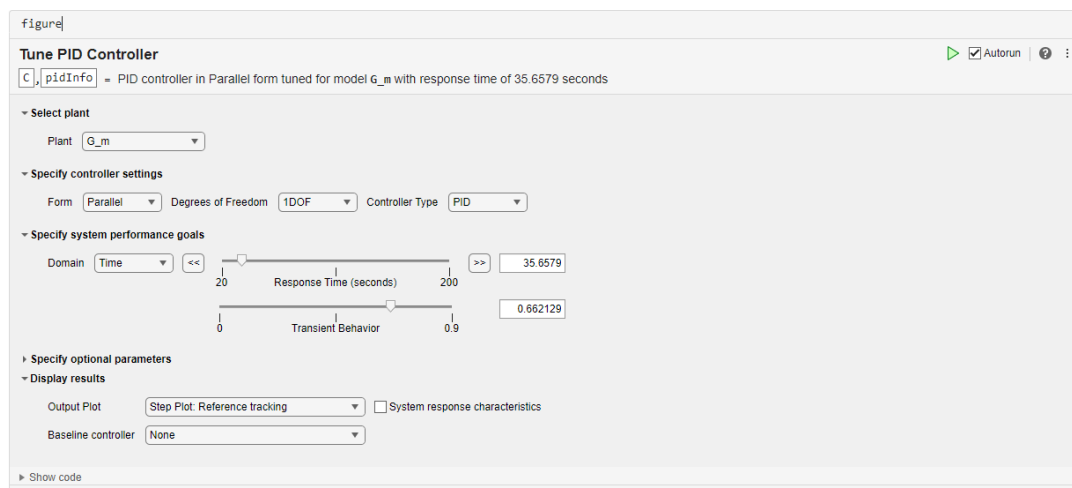 figure
Tune PID Controller
Autorun
C, pidInfo = PID controller in Parallel form tuned for model G_m with response time of 35.6579 seconds
Select plant
Plant G_m
Specify controller settings
Form Parallel Degrees of Freedom 1DOF Controller Type PID
Specify system performance goals
Domain Time << >> 35.6579
20 Response Time (seconds) 200
0.662129
0 Transient Behavior 0.9
Specify optional parameters
Display results
Output Plot Step Plot: Reference tracking System response characteristics
Baseline controller None
Show code